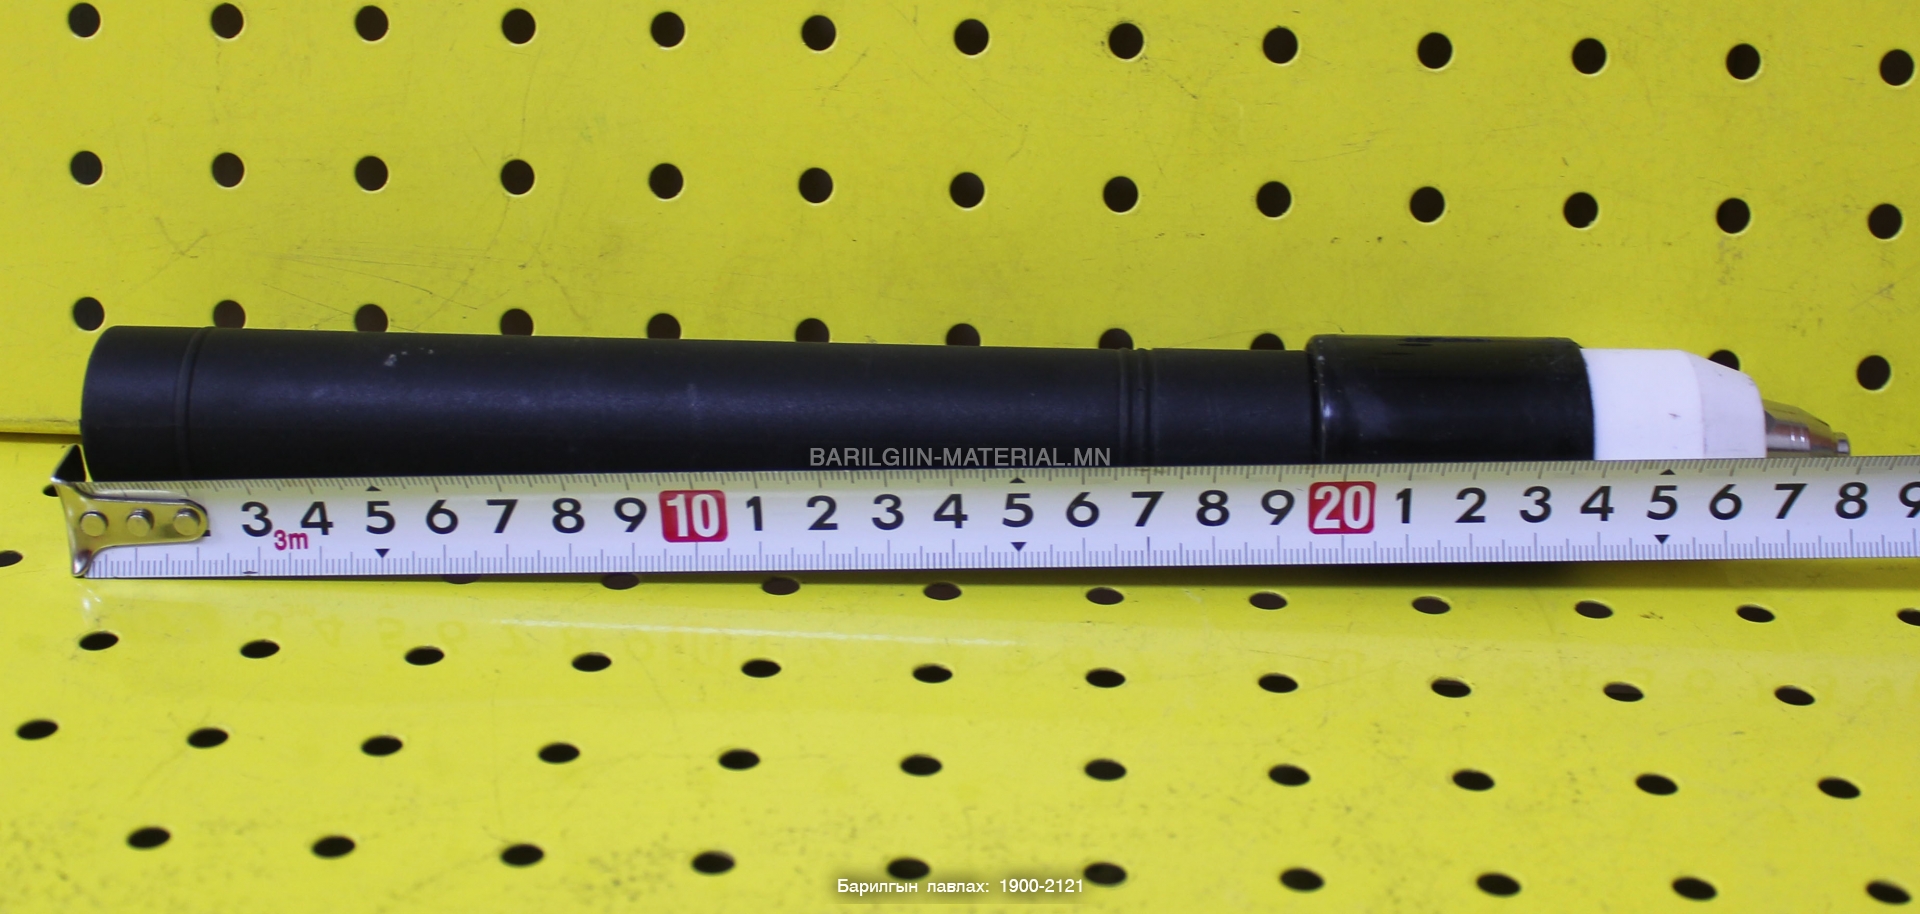 BARILGIIN-MATERIAL.MN
3 4 5 6 7 8 9 10 1 2 3 4 5 6 7 8 9 20 1 2 3 4 5 6 7 8 9
3m
Барилгын лавлах: 1900-2121